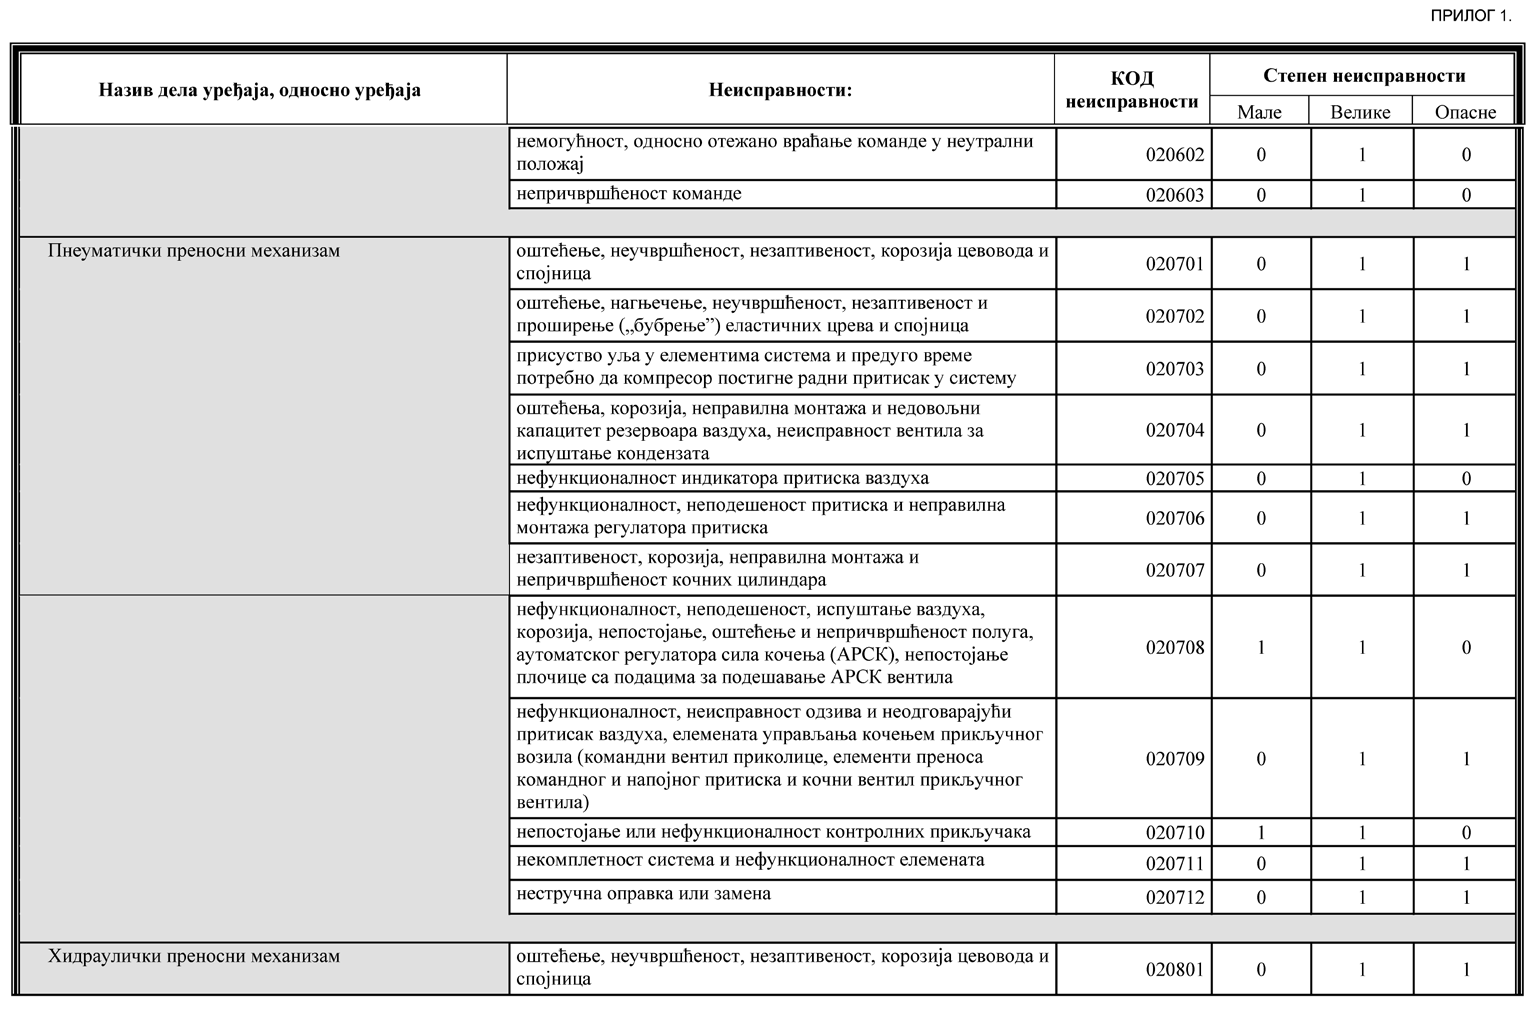 ПРИЛОГ 1.
Назив дела уређаја, односно уређаја
Неисправности:
КОД
неисправности
Степен неисправности
Мале
Велике
Опасне
немогућност, односно отежано враћање команде у неутрални
положај
020602 0 1 0
непричвршћеност команде 020603 0 1 0
Пнеуматички преносни механизам
оштећење, неучвршћеност, незаптивеност, корозија цевовода и
спојница
020701 0 1 1
оштећење, нагњечење, неучвршћеност, незаптивеност и
проширење („бубрење”) еластичних црева и спојница
020702 0 1 1
присуство уља у елементима система и предуго време
потребно да компресор постигне радни притисак у систему
020703 0 1 1
оштећења, корозија, неправилна монтажа и недовољни
капацитет резервоара ваздуха, неисправност вентила за
испуштање кондензата
020704 0 1 1
нефункционалност индикатора притиска ваздуха 020705 0 1 0
нефункционалност, неподешеност притиска и неправилна
монтажа регулатора притиска
020706 0 1 1
незаптивеност, корозија, неправилна монтажа и
непричвршћеност кочних цилиндара
020707 0 1 1
нефункционалност, неподешеност, испуштање ваздуха,
корозија, непостојање, оштећење и непричвршћеност полуга,
аутоматског регулатора сила кочења (АРСК), непостојање
плочице са подацима за подешавање АРСК вентила
020708 1 1 0
нефункционалност, неисправност одзива и неодговарајући
притисак ваздуха, елемената управљања кочењем прикључног
возила (командни вентил приколице, елементи преноса
командног и напојног притиска и кочни вентил прикључног
вентила)
020709 0 1 1
непостојање или нефункционалност контролних прикључака 020710 1 1 0
некомплетност система и нефункционалност елемената 020711 0 1 1
нестручна оправка или замена 020712 0 1 1
Хидраулички преносни механизам
оштећење, неучвршћеност, незаптивеност, корозија цевовода и
спојница
020801 0 1 1